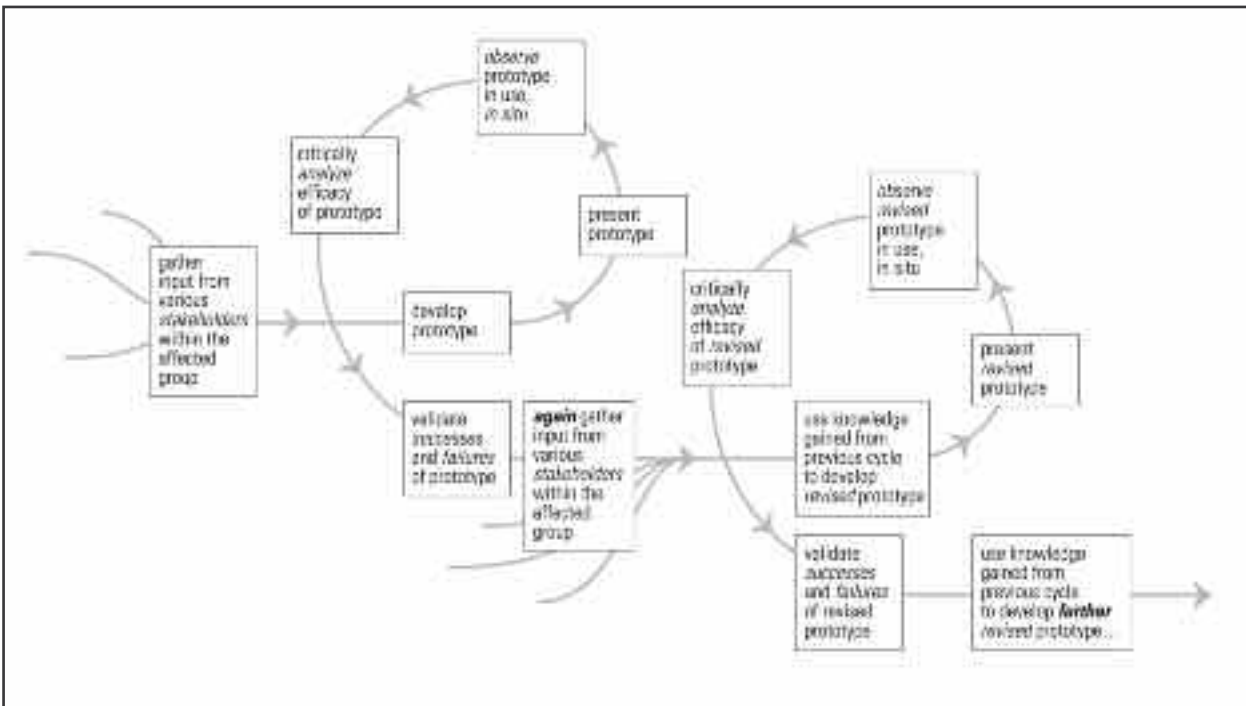 gather
input from
various
stakeholders
within the
affected
group
develop
prototype
present
prototype
observe
prototype
in use,
in situ
critically
analyze
efficacy
of prototype
validate
successes
and failures
of prototype
again gather
input from
various
stakeholders
within the
affected
group
use knowledge
gained from
previous cycle
to develop
revised prototype
present
revised
prototype
observe
revised
prototype
in use,
in situ
critically
analyze
efficacy
of revised
prototype
validate
successes
and failures
of revised
prototype
use knowledge
gained from
previous cycle
to develop further
revised prototype...